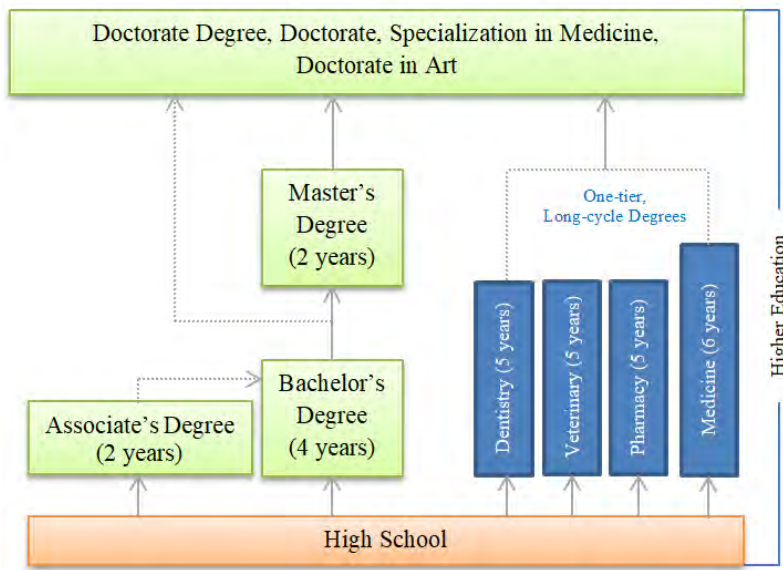 Doctorate Degree, Doctorate, Specialization in Medicine,
Doctorate in Art
Master’s
Degree
(2 years)
One-tier,
Long-cycle Degrees
Associate’s Degree
(2 years)
Bachelor’s
Degree
(4 years)
Dentistry (5 years)
Veterinary (5 years)
Pharmacy (5 years)
Medicine (6 years)
Higher Education
High School